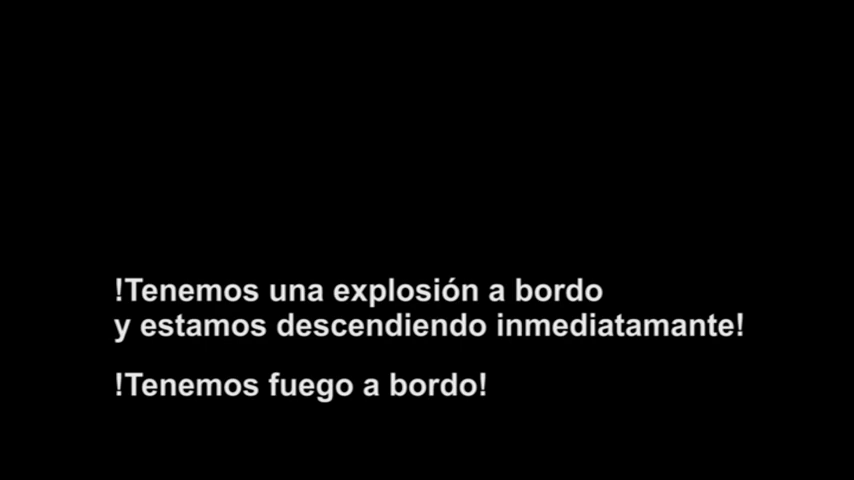 !Tenemos una explosión a bordo
y estamos descendiendo inmediatamante!
!Tenemos fuego a bordo!